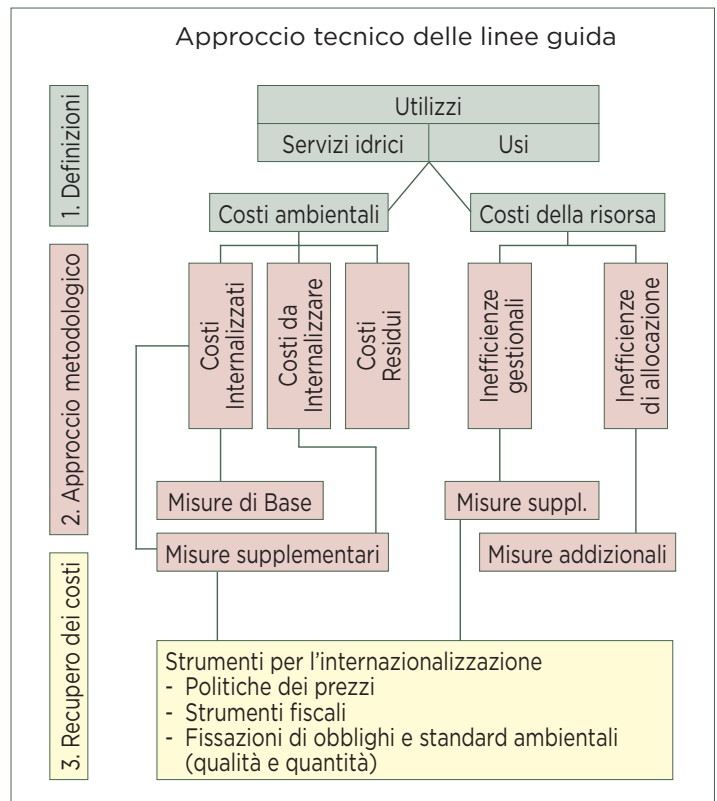 Approccio tecnico delle linee guida
1. Definizioni
Utilizzi
Servizi idrici
Usi
Costi ambientali
Costi della risorsa
2. Approccio metodologico
Costi
Internalizzati
Costi da
Internalizzare
Costi
Residui
Inefficienze
gestionali
Inefficienze
di allocazione
Misure di Base
Misure suppl.
Misure supplementari
Misure addizionali
3. Recupero dei costi
Strumenti per l'internazionalizzazione
- Politiche dei prezzi
- Strumenti fiscali
- Fissazioni di obblighi e standard ambientali
(qualità e quantità)